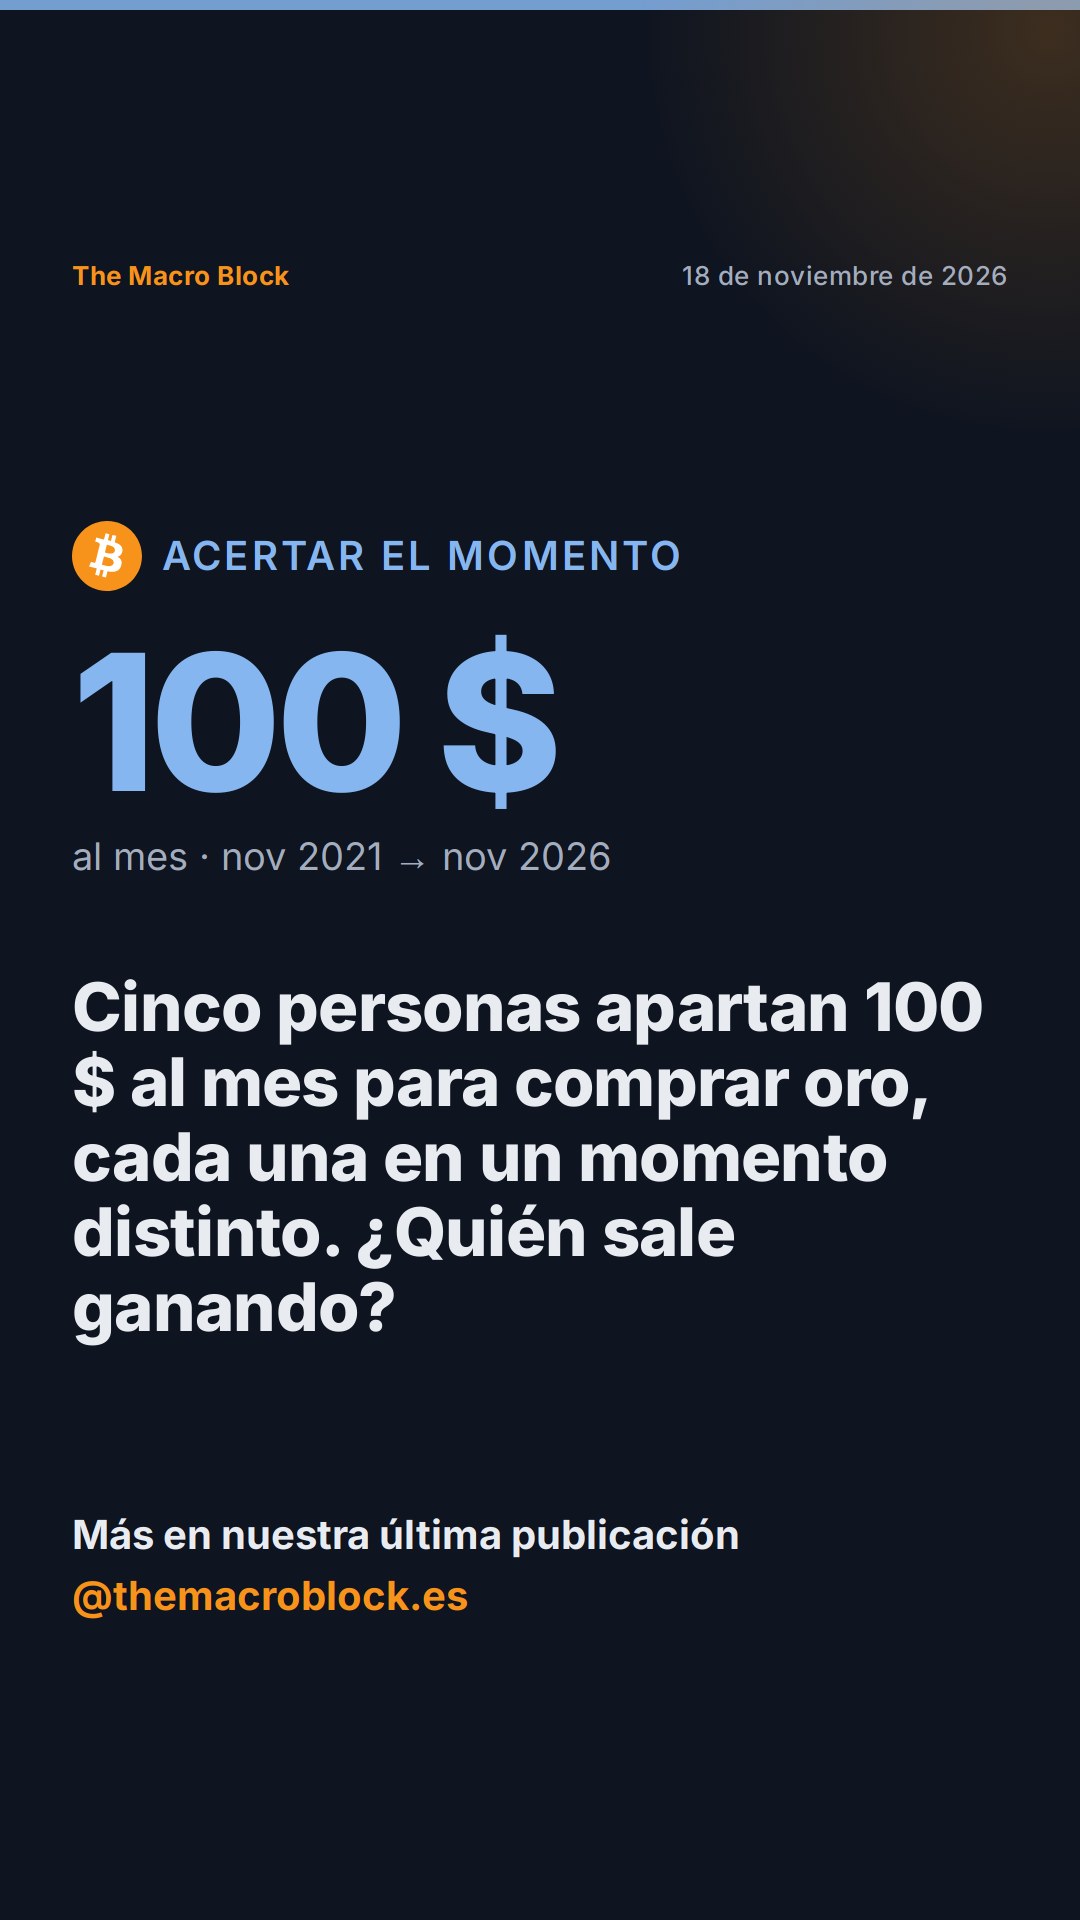 The Macro Block
18 de noviembre de 2026
ACERTAR EL MOMENTO
100 $
al mes · nov 2021 → nov 2026
Cinco personas apartan 100
$ al mes para comprar oro,
cada una en un momento
distinto. ¿Quién sale
ganando?
Más en nuestra última publicación
@themacroblock.es